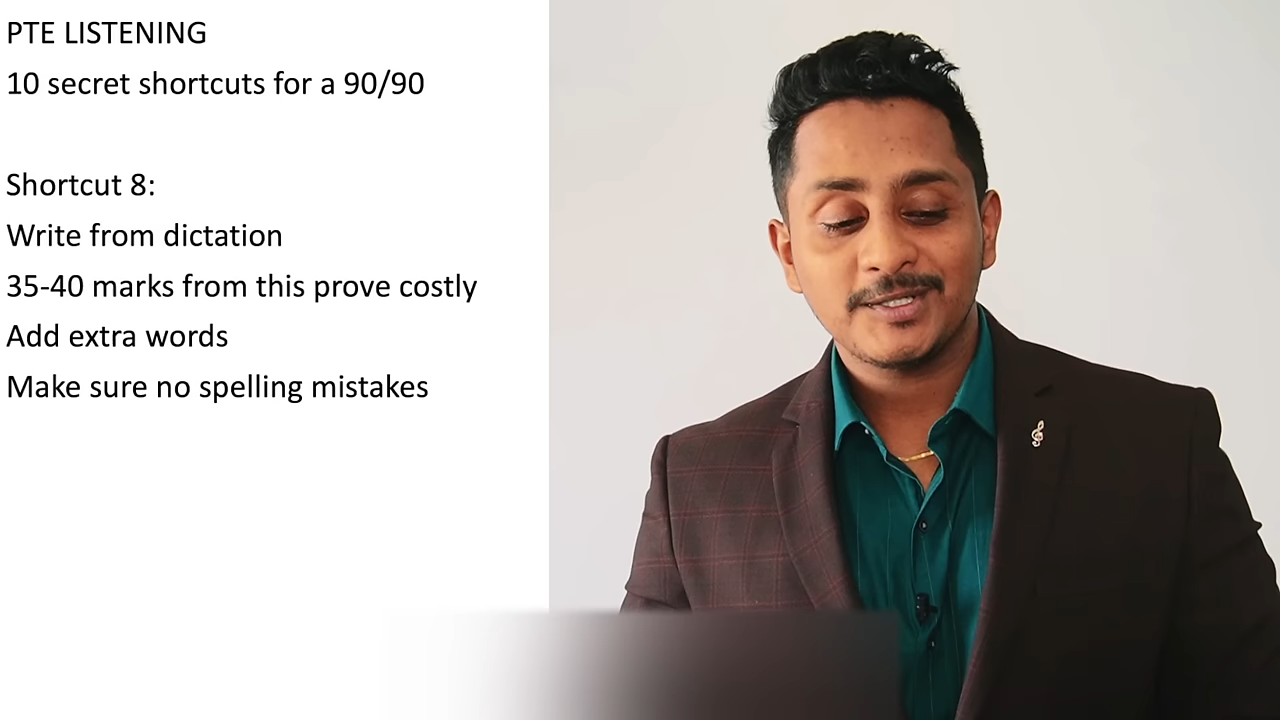 PTE LISTENING
10 secret shortcuts for a 90/90
Shortcut 8:
Write from dictation
35-40 marks from this prove costly
Add extra words
Make sure no spelling mistakes